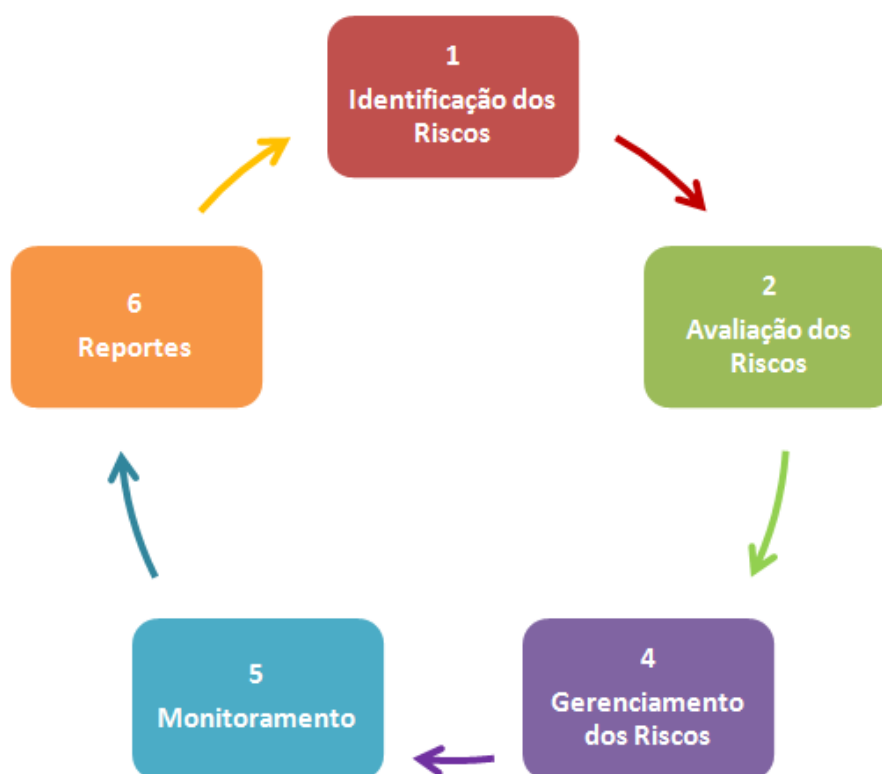 1
Identificação dos
Riscos
2
Avaliação dos
Riscos
4
Gerenciamento
dos Riscos
5
Monitoramento
6
Reportes